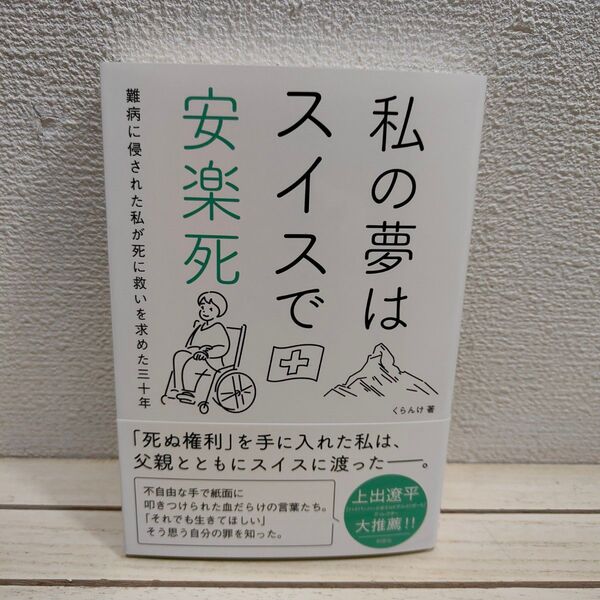 私の夢は
スイスで
安楽死
難病に侵された私が死に救いを求めた三十年
くらんけ 著
「死ぬ権利」を手に入れた私は、
父親とともにスイスに渡った――。
不自由な手で紙面に
叩きつけられた血だらけの言葉たち。
「それでも生きてほしい」
そう思う自分の罪を知った。
上出遼平
大推薦!!